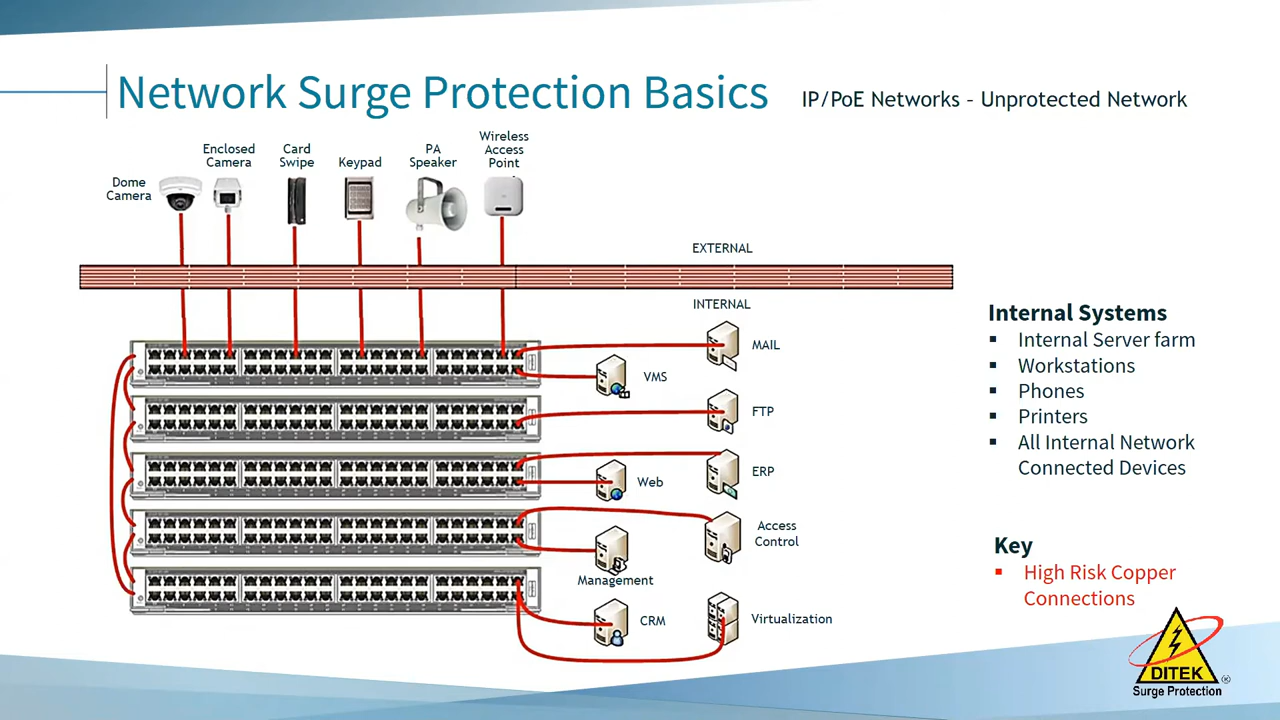 Network Surge Protection Basics
IP/PoE Networks - Unprotected Network
Dome
Camera
Enclosed
Camera
Card
Swipe
Keypad
PA
Speaker
Wireless
Access
Point
EXTERNAL
INTERNAL
MAIL
VMS
FTP
ERP
Web
Access
Control
Management
CRM
Virtualization
Internal Systems
▪ Internal Server farm
▪ Workstations
▪ Phones
▪ Printers
▪ All Internal Network
Connected Devices
Key
▪ High Risk Copper
Connections
DITEK
®
Surge Protection